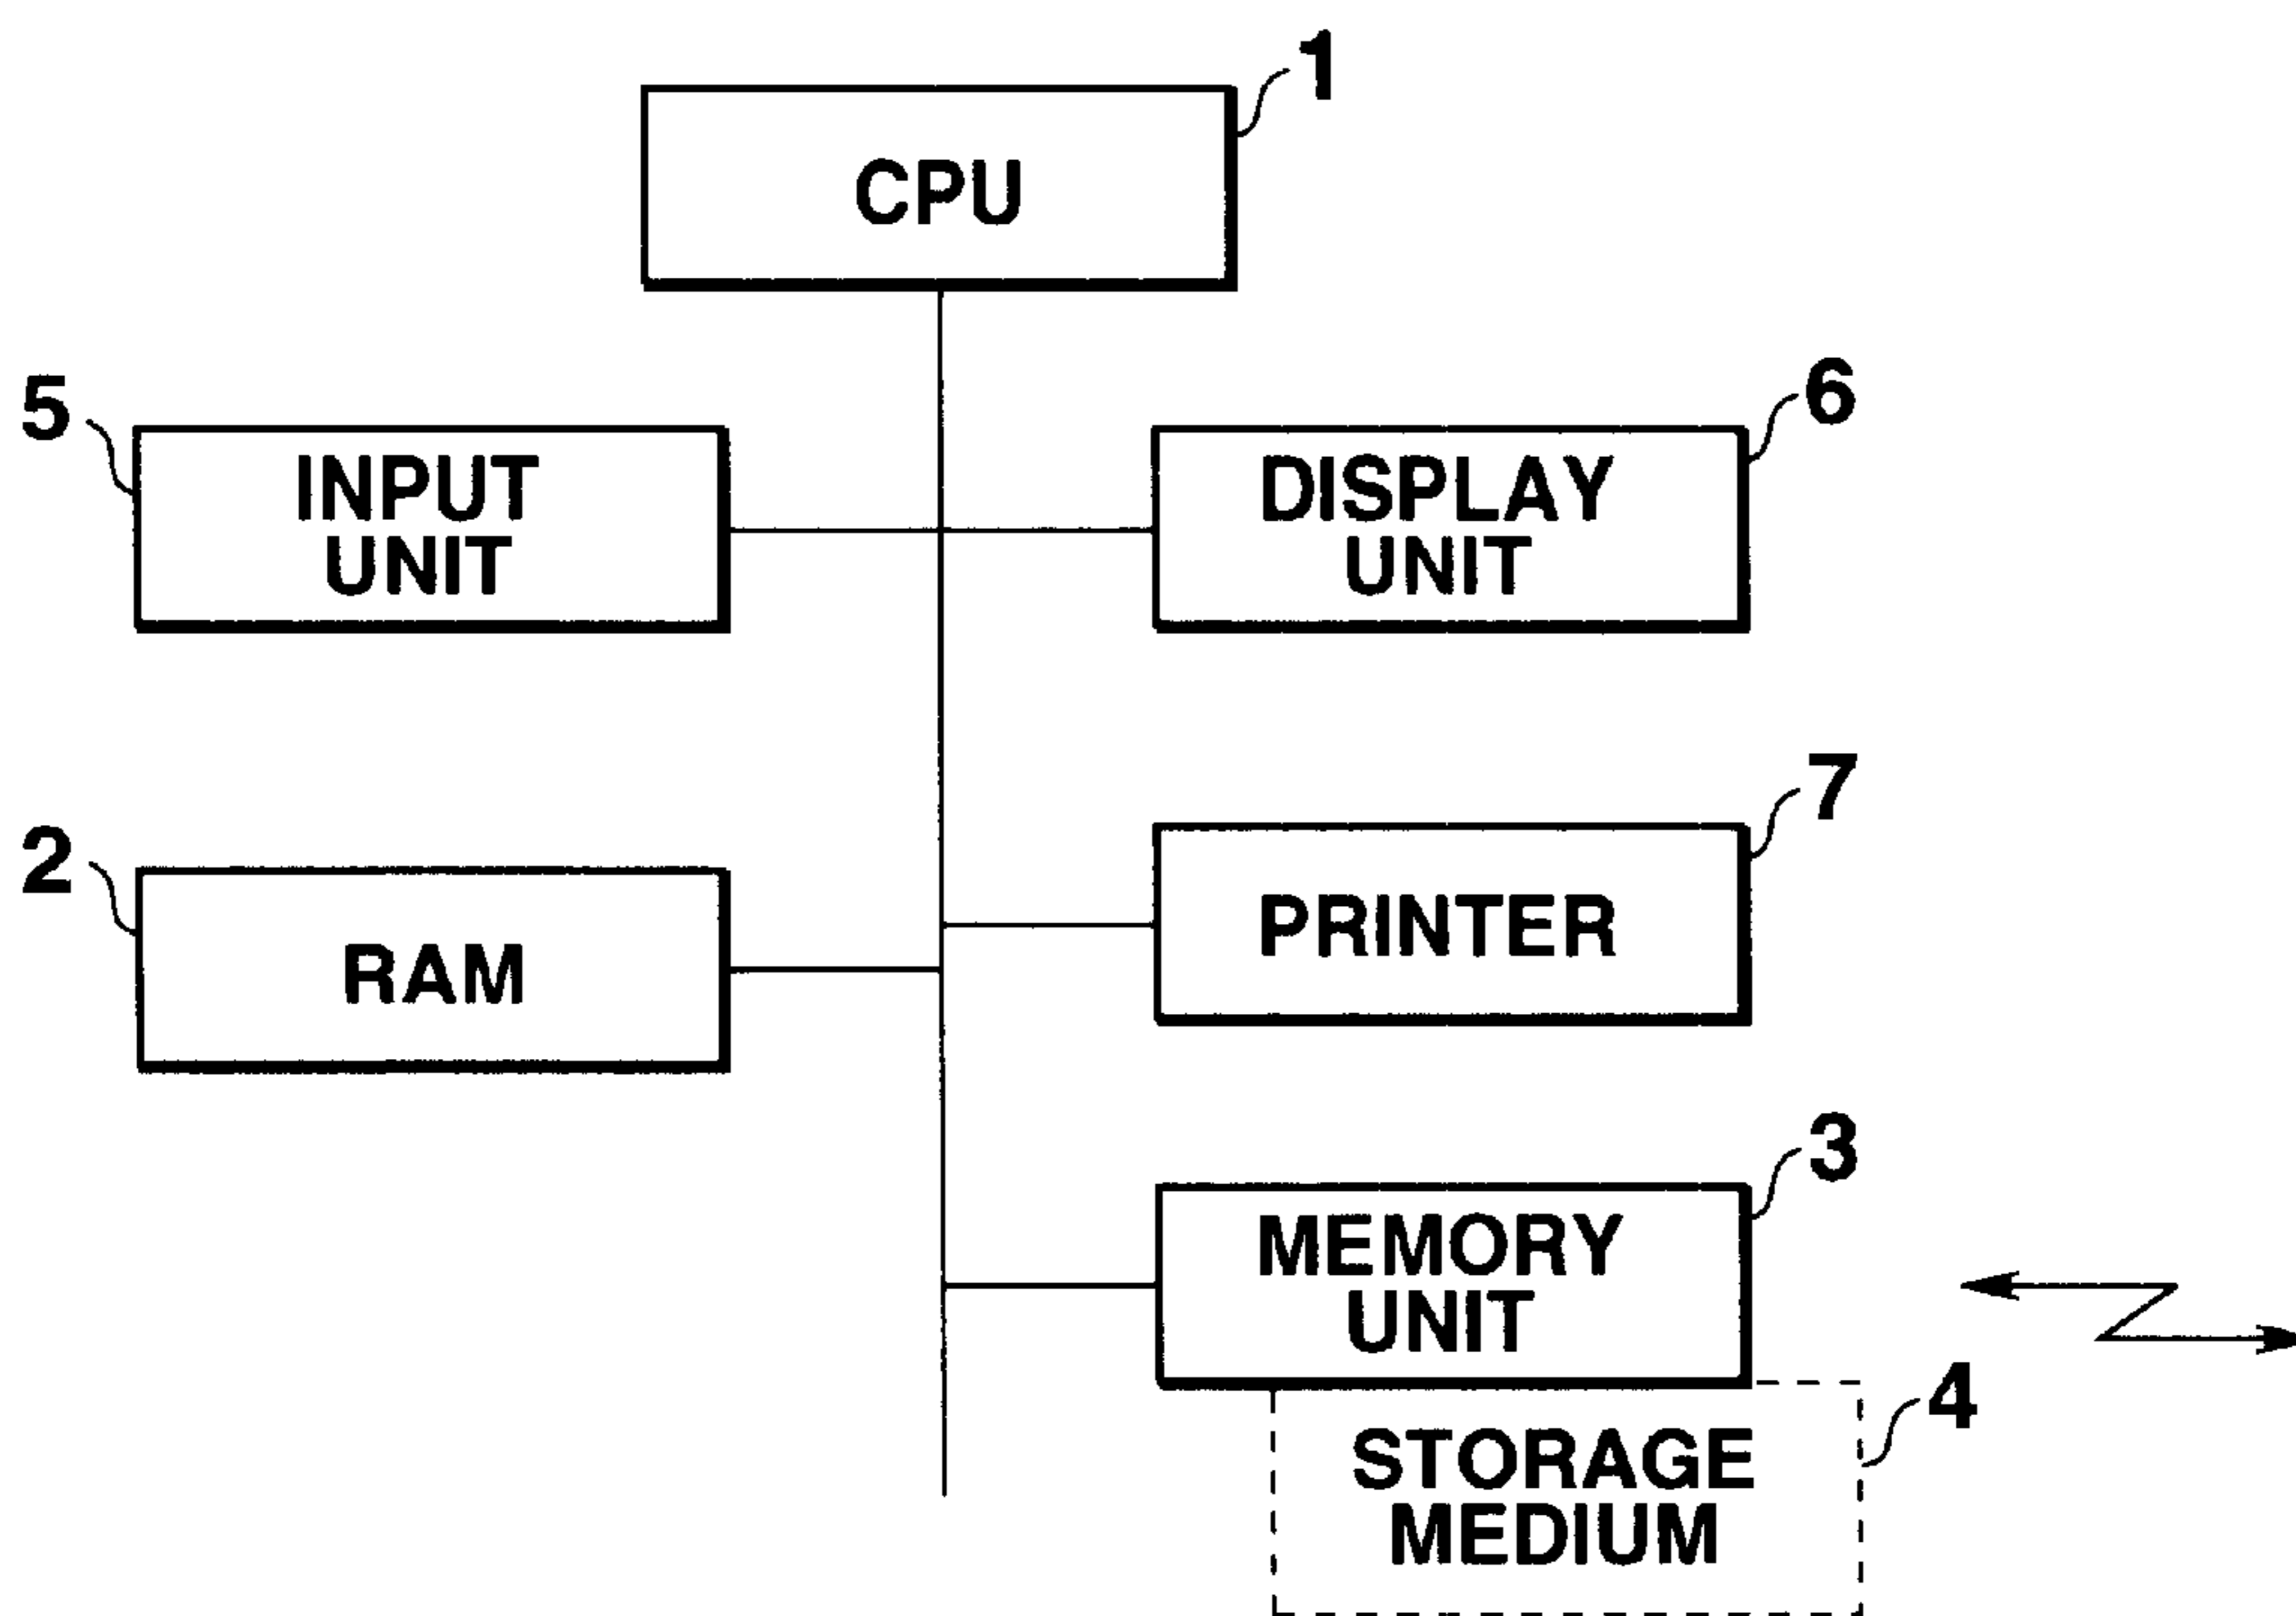 1
CPU
5
INPUT
UNIT
6
DISPLAY
UNIT
2
RAM
7
PRINTER
3
MEMORY
UNIT
4
STORAGE
MEDIUM